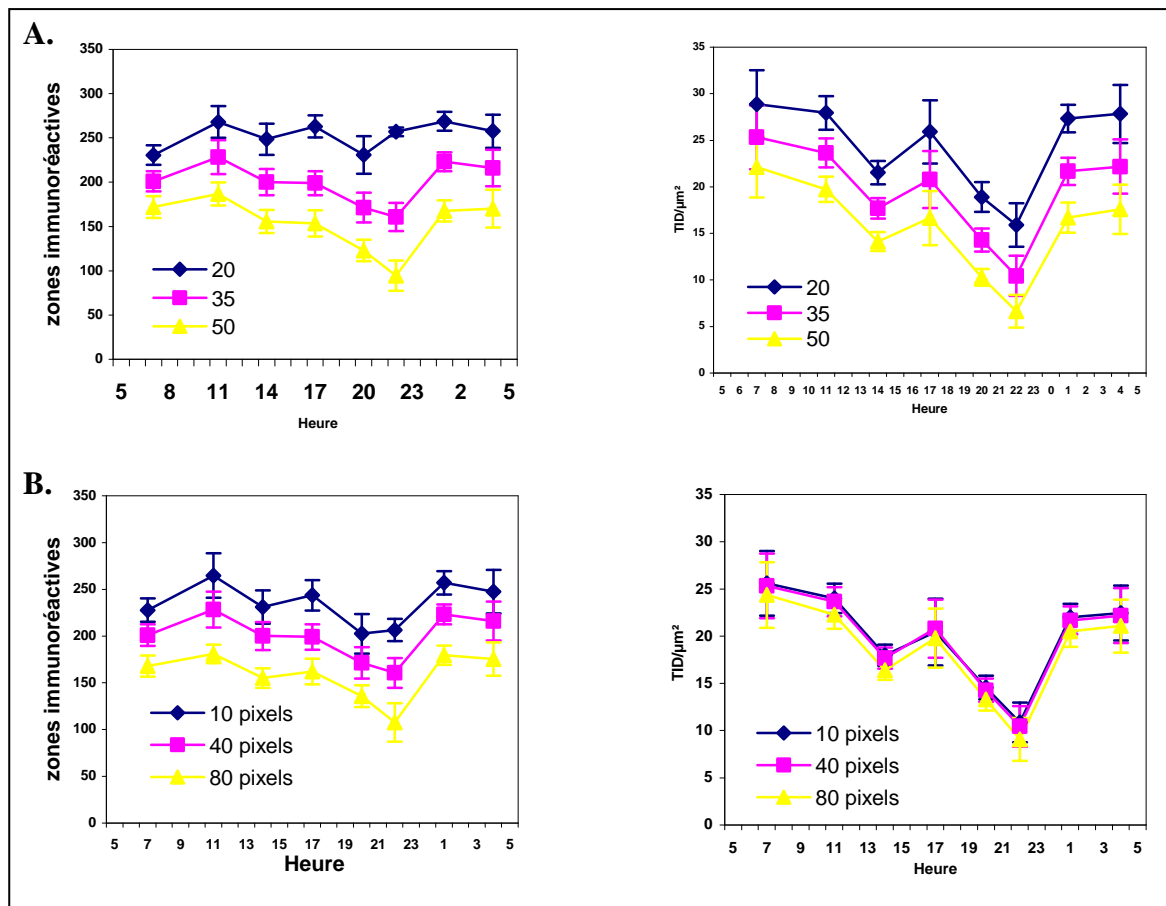 A.
zones immunoréactives
350
300
250
200
150
100
50
0
20
35
50
5 8 11 14 17 20 23 2 5
Heure
TID/µm²
35
30
25
20
15
10
5
0
20
35
50
5 6 7 8 9 10 11 12 13 14 15 16 17 18 19 20 21 22 23 0 1 2 3 4 5
Heure
B.
zones immunoréactives
350
300
250
200
150
100
50
0
10 pixels
40 pixels
80 pixels
5 7 9 11 13 15 17 19 21 23 1 3 5
Heure
TID/µm²
35
30
25
20
15
10
5
0
10 pixels
40 pixels
80 pixels
5 7 9 11 13 15 17 19 21 23 1 3 5
Heure